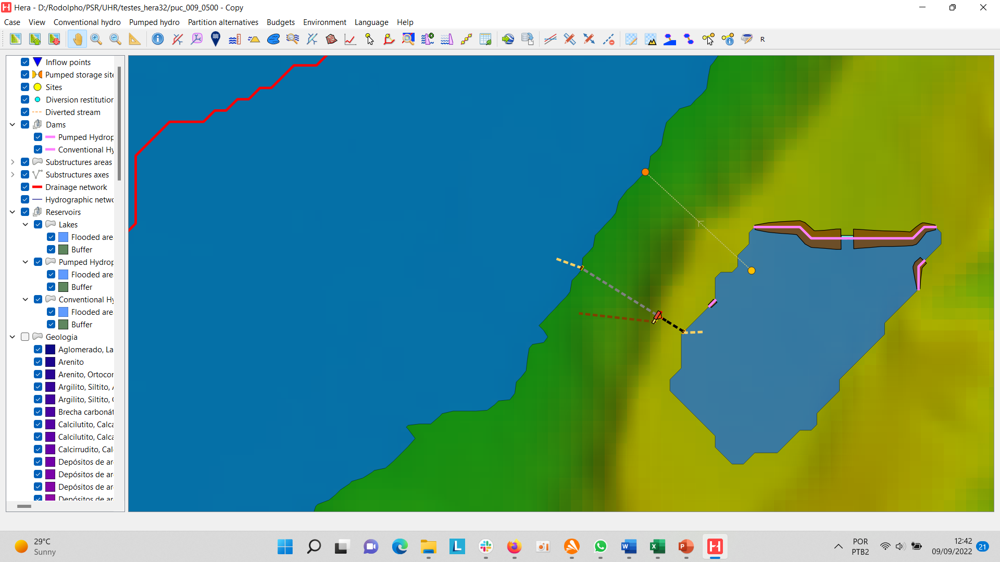 Hera - D:/Rodolpho/PSR/UHR/testes_hera32/puc_009_0500 - Copy
Case View Conventional hydro Pumped hydro Partition alternatives Budgets Environment Language Help
R
Inflow points
Pumped storage site
Sites
Diversion restitution
Diverted stream
Dams
Pumped Hydrop
Conventional Hy
Substructures areas
Substructures axes
Drainage network
Hydrographic netwo
Reservoirs
Lakes
Flooded are
Buffer
Pumped Hydrop
Flooded are
Buffer
Conventional Hy
Flooded are
Buffer
Geologia
Aglomerado, La
Arenito
Arenito, Ortocor
Argilito, Siltito, A
Argilito, Siltito, C
Brecha carbonát
Calcilutito, Calca
Calcilutito, Calca
Calcirrudito, Cal
Depósitos de ar
Depósitos de ar
Depósitos de ar
Depósitos de ar
29°C
Sunny
POR
PTB2
12:42
09/09/2022
21